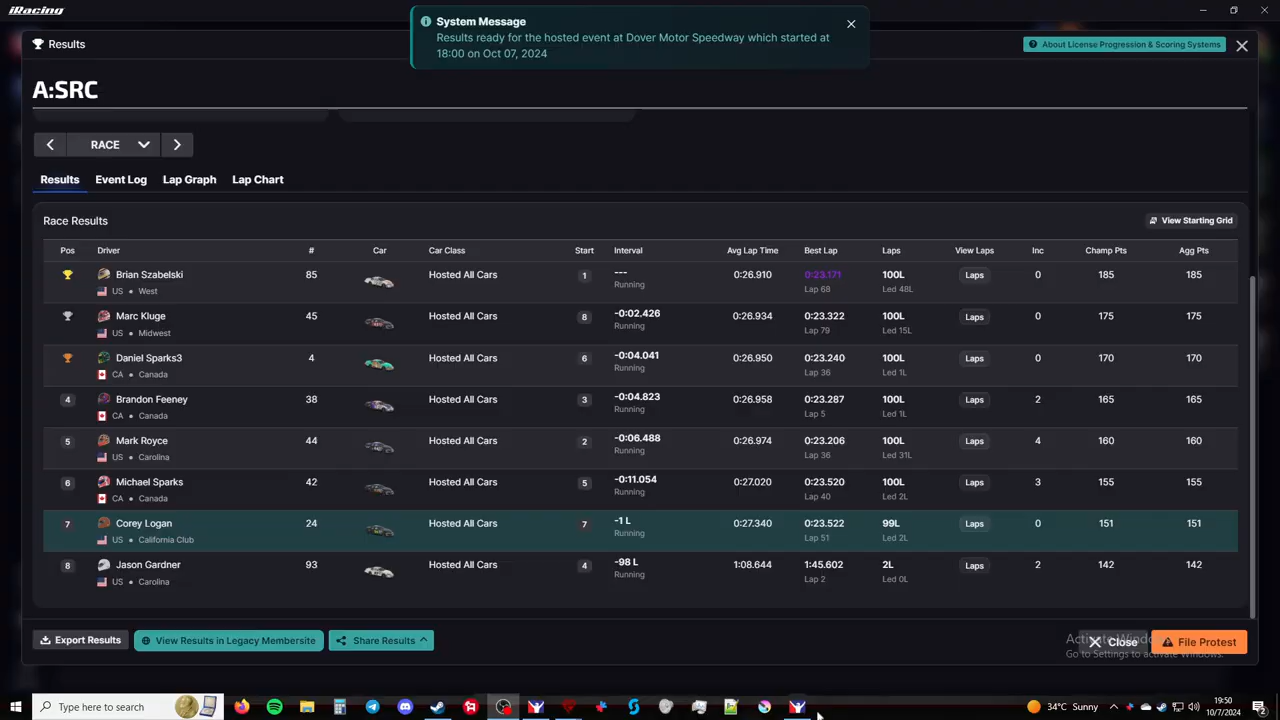 iRacing
System Message
Results ready for the hosted event at Dover Motor Speedway which started at
18:00 on Oct 07, 2024
Results
About License Progression & Scoring Systems
A:SRC
RACE
Results Event Log Lap Graph Lap Chart
Race Results
View Starting Grid
Pos Driver # Car Car Class Start Interval Avg Lap Time Best Lap Laps View Laps Inc Champ Pts Agg Pts
Brian Szabelski 85 Hosted All Cars 1 --- 0:26.910 0:23.171 100L Laps 0 185 185
US • West Running Lap 68 Led 48L
Marc Kluge 45 Hosted All Cars 8 -0:02.426 0:26.934 0:23.322 100L Laps 0 175 175
US • Midwest Running Lap 79 Led 15L
Daniel Sparks3 4 Hosted All Cars 6 -0:04.041 0:26.950 0:23.240 100L Laps 0 170 170
CA • Canada Running Lap 36 Led 1L
4 Brandon Feeney 38 Hosted All Cars 3 -0:04.823 0:26.958 0:23.287 100L Laps 2 165 165
CA • Canada Running Lap 5 Led 1L
5 Mark Royce 44 Hosted All Cars 2 -0:06.488 0:26.974 0:23.206 100L Laps 4 160 160
US • Carolina Running Lap 36 Led 31L
6 Michael Sparks 42 Hosted All Cars 5 -0:11.054 0:27.020 0:23.520 100L Laps 3 155 155
CA • Canada Running Lap 40 Led 2L
7 Corey Logan 24 Hosted All Cars 7 -1 L 0:27.340 0:23.522 99L Laps 0 151 151
US • California Club Running Lap 51 Led 2L
8 Jason Gardner 93 Hosted All Cars 4 -98 L 1:08.644 1:45.602 2L Laps 2 142 142
US • Carolina Running Lap 2 Led 0L
Export Results View Results in Legacy Membersite Share Results
Close File Protest
Activate Windo
Go to Settings to activate Windows.
Type here to search
34°C Sunny
19:50
10/7/2024